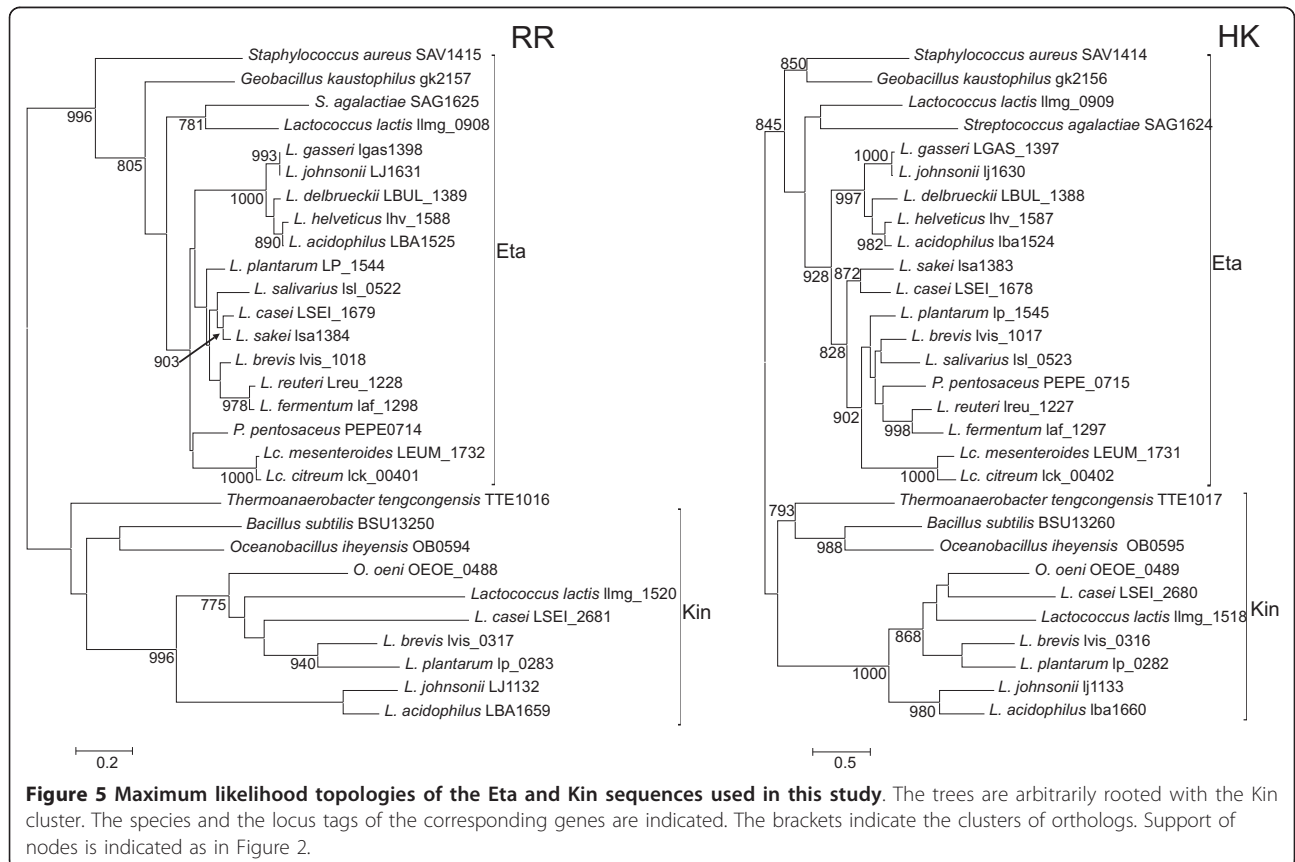 RR
Staphylococcus aureus SAV1415
Geobacillus kaustophilus gk2157
996
S. agalactiae SAG1625
781
Lactococcus lactis llmg_0908
805
L. gasseri lgas1398
993
L. johnsonii LJ1631
1000
L. delbrueckii LBUL_1389
L. helveticus lhv_1588
890
L. acidophilus LBA1525
Eta
L. plantarum LP_1544
L. salivarius lsl_0522
L. casei LSEI_1679
L. sakei lsa1384
903
L. brevis lvis_1018
L. reuteri Lreu_1228
978
L. fermentum laf_1298
P. pentosaceus PEPE0714
Lc. mesenteroides LEUM_1732
1000
Lc. citreum lck_00401
Thermoanaerobacter tengcongensis TTE1016
Bacillus subtilis BSU13250
Oceanobacillus iheyensis OB0594
O. oeni OEOE_0488
775
Lactococcus lactis llmg_1520
Kin
L. casei LSEI_2681
996
L. brevis lvis_0317
940
L. plantarum lp_0283
L. johnsonii LJ1132
L. acidophilus LBA1659
0.2
HK
Staphylococcus aureus SAV1414
850
Geobacillus kaustophilus gk2156
Lactococcus lactis llmg_0909
845
Streptococcus agalactiae SAG1624
L. gasseri LGAS_1397
1000
L. johnsonii lj1630
997
L. delbrueckii LBUL_1388
L. helveticus lhv_1587
982
L. acidophilus lba1524
Eta
L. sakei lsa1383
928
872
L. casei LSEI_1678
L. plantarum lp_1545
L. brevis lvis_1017
828
L. salivarius lsl_0523
P. pentosaceus PEPE_0715
902
L. reuteri lreu_1227
998
L. fermentum laf_1297
Lc. mesenteroides LEUM_1731
1000
Lc. citreum lck_00402
Thermoanaerobacter tengcongensis TTE1017
793
Bacillus subtilis BSU13260
988
Oceanobacillus iheyensis OB0595
O. oeni OEOE_0489
L. casei LSEI_2680
Lactococcus lactis llmg_1518
Kin
868
L. brevis lvis_0316
L. plantarum lp_0282
1000
L. johnsonii lj1133
980
L. acidophilus lba1660
0.5
Figure 5 Maximum likelihood topologies of the Eta and Kin sequences used in this study. The trees are arbitrarily rooted with the Kin
cluster. The species and the locus tags of the corresponding genes are indicated. The brackets indicate the clusters of orthologs. Support of
nodes is indicated as in Figure 2.